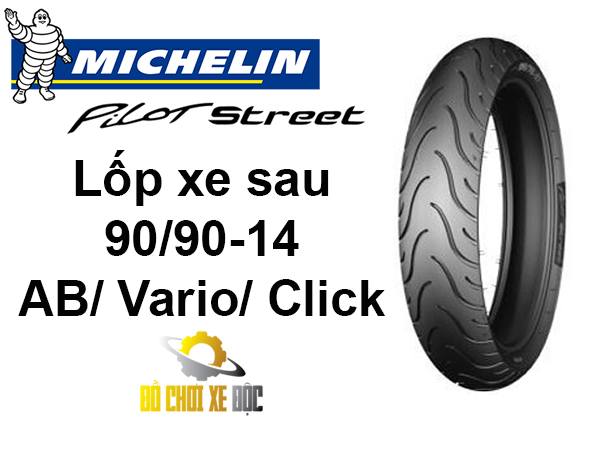 MICHELIN
PILOT Street
Lốp xe sau
90/90-14
AB/ Vario/ Click
ĐỒ CHƠI XE ĐỘC